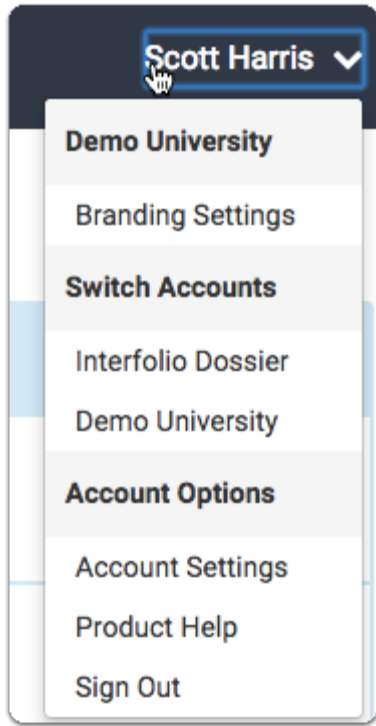 Scott Harris
Demo University
Branding Settings
Switch Accounts
Interfolio Dossier
Demo University
Account Options
Account Settings
Product Help
Sign Out